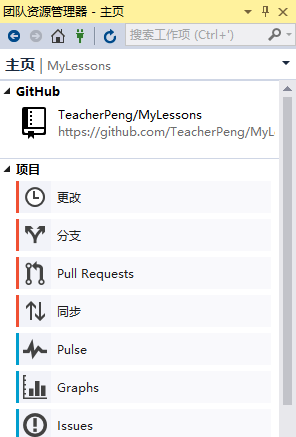 团队资源管理器 - 主页
搜索工作项 (Ctrl+')
主页 | MyLessons
GitHub
TeacherPeng/MyLessons
https://github.com/TeacherPeng/MyL
项目
更改
分支
Pull Requests
同步
Pulse
Graphs
Issues